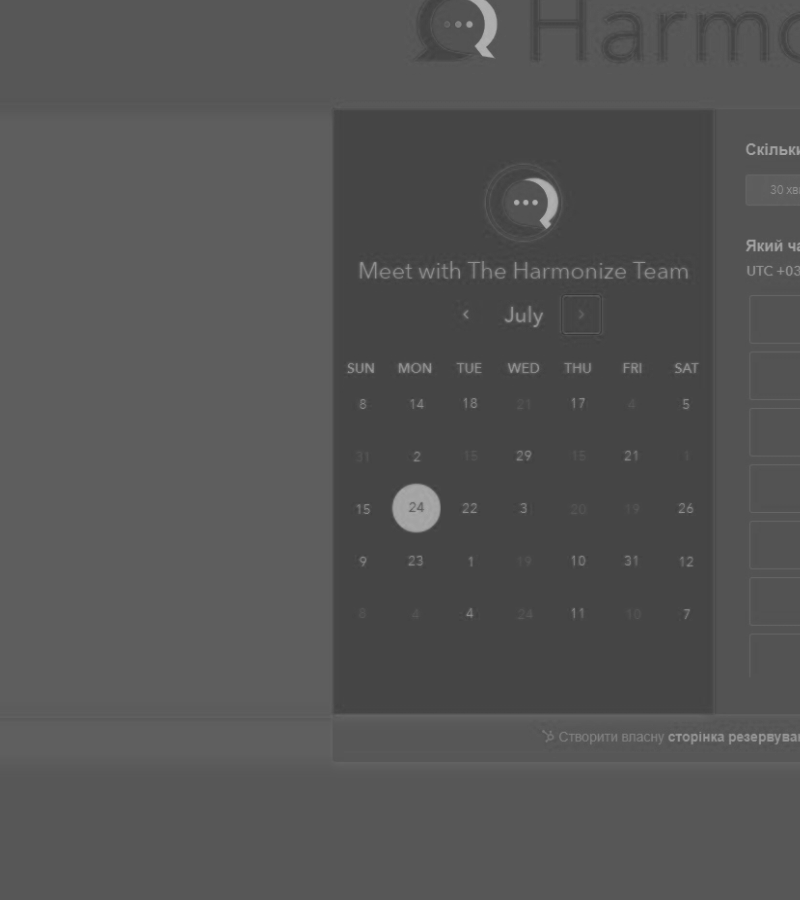 Harmo
Meet with The Harmonize Team
‹ July ›
SUN MON TUE WED THU FRI SAT
8 14 18 21 17 4 5
31 2 15 29 15 21 1
15 24 22 3 20 19 26
9 23 1 19 10 31 12
8 4 4 24 11 10 7
Скільки
30 хв
Який ча
UTC +03
Створити власну сторінка резервува